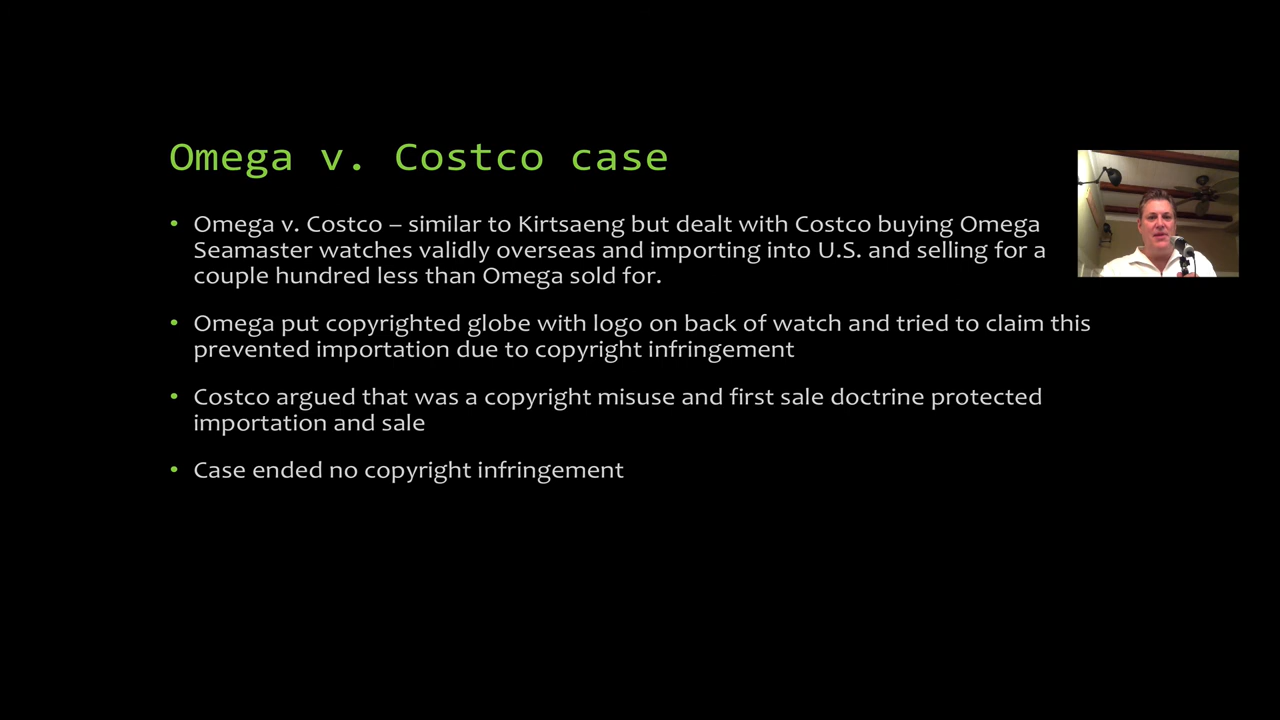 Omega v. Costco case
• Omega v. Costco – similar to Kirtsaeng but dealt with Costco buying Omega
Seamaster watches validly overseas and importing into U.S. and selling for a
couple hundred less than Omega sold for.
• Omega put copyrighted globe with logo on back of watch and tried to claim this
prevented importation due to copyright infringement
• Costco argued that was a copyright misuse and first sale doctrine protected
importation and sale
• Case ended no copyright infringement